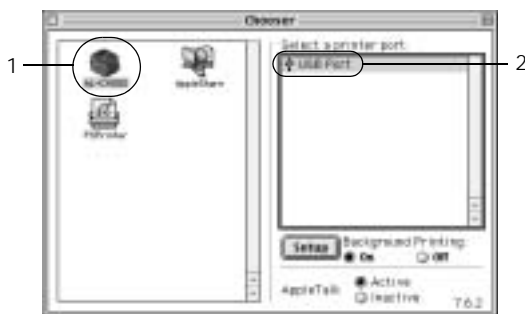 Chooser
Select a printer port:
1
2
USB Port
AppleShare
PSPrinter
Setup
Background Printing:
On
Off
AppleTalk
Active
Inactive
7.6.2